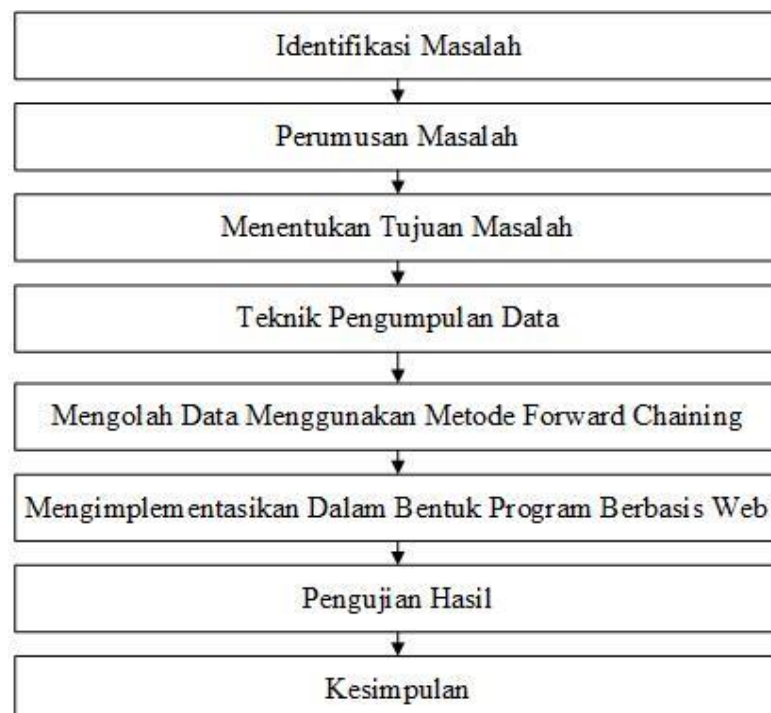 Identifikasi Masalah
Perumusan Masalah
Menentukan Tujuan Masalah
Teknik Pengumpulan Data
Mengolah Data Menggunakan Metode Forward Chaining
Mengimplementasikan Dalam Bentuk Program Berbasis Web
Pengujian Hasil
Kesimpulan